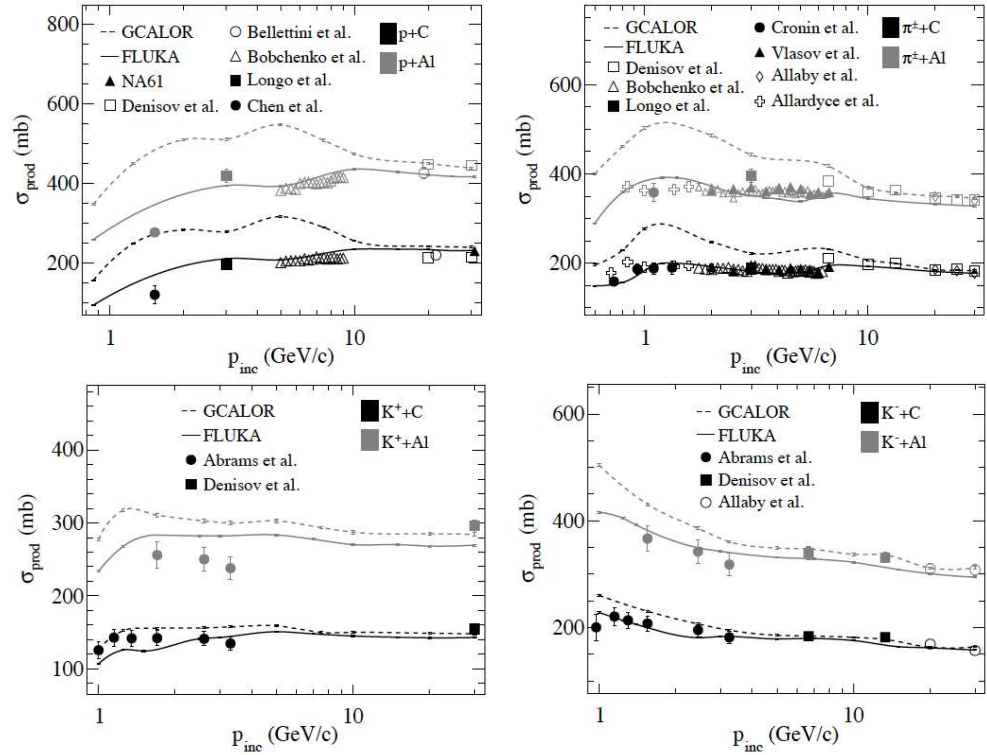 800
600
400
200
σprod (mb)
GCALOR
FLUKA
NA61
Denisov et al.
Bellettini et al.
Bobchenko et al.
Longo et al.
Chen et al.
p+C
p+Al
1 10
pinc (GeV/c)
600
400
200
σprod (mb)
GCALOR
FLUKA
Denisov et al.
Bobchenko et al.
Longo et al.
Cronin et al.
Vlasov et al.
Allaby et al.
Allardyce et al.
π±+C
π±+Al
1 10
pinc (GeV/c)
400
300
200
100
σprod (mb)
GCALOR
FLUKA
Abrams et al.
Denisov et al.
K⁺+C
K⁺+Al
1 10
pinc (GeV/c)
600
400
200
σprod (mb)
GCALOR
FLUKA
Abrams et al.
Denisov et al.
Allaby et al.
K⁻+C
K⁻+Al
1 10
pinc (GeV/c)